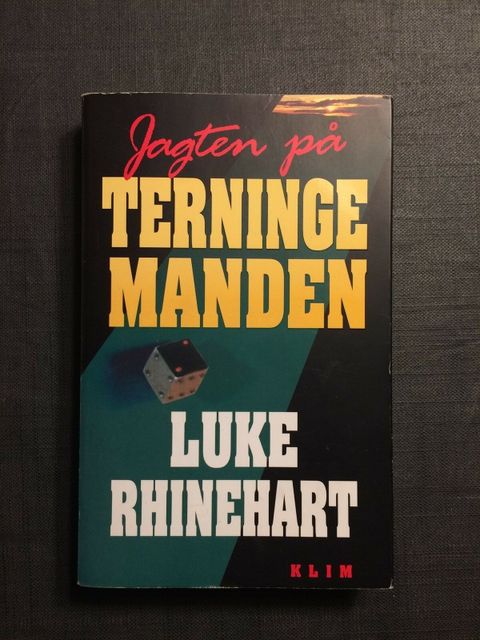 Jagten på
TERNINGE
MANDEN
LUKE
RHINEHART
KLIM